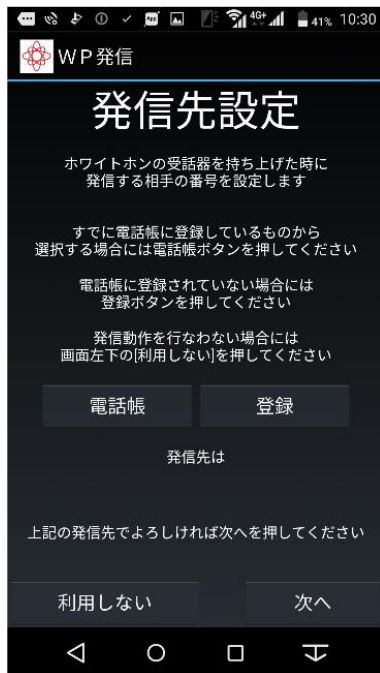 4G+ 41% 10:30
WP発信
発信先設定
ホワイトホンの受話器を持ち上げた時に
発信する相手の番号を設定します
すでに電話帳に登録しているものから
選択する場合には電話帳ボタンを押してください
電話帳に登録されていない場合には
登録ボタンを押してください
発信動作を行なわない場合には
画面左下の[利用しない]を押してください
電話帳 登録
発信先は
上記の発信先でよろしければ次へを押してください
利用しない 次へ